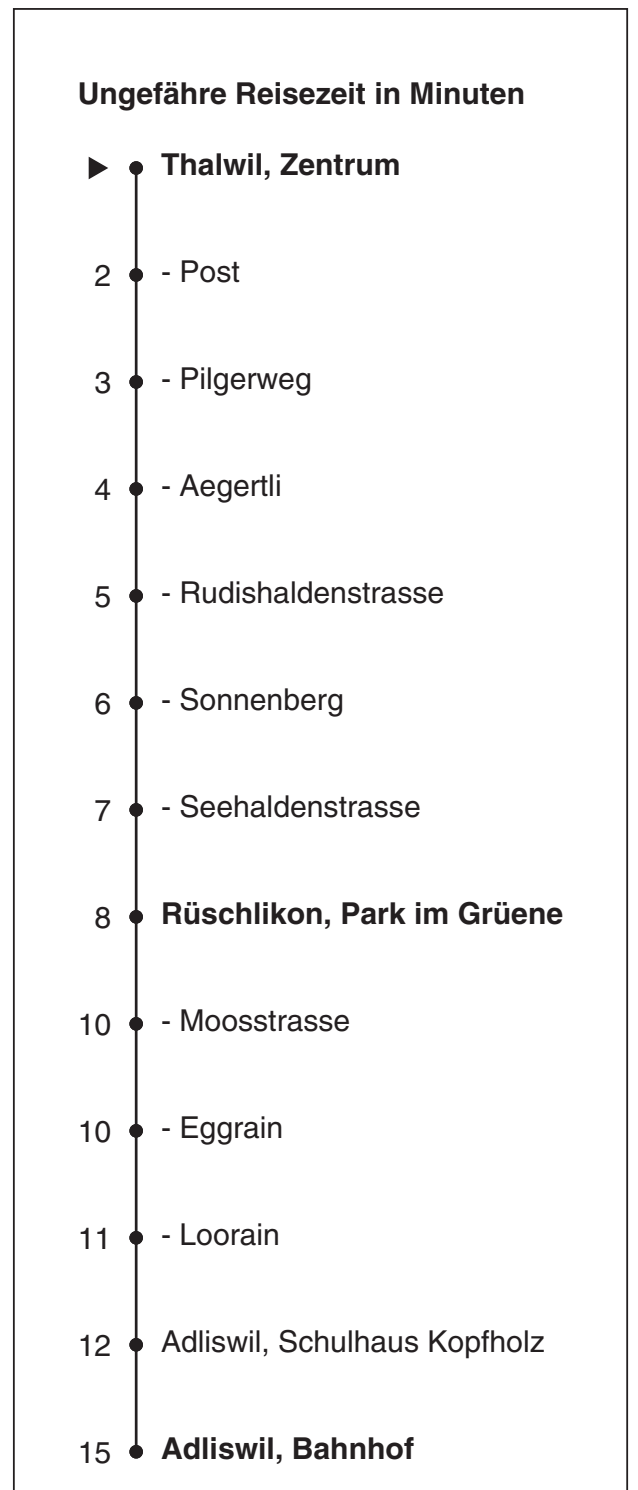 Ungefähre Reisezeit in Minuten
Thalwil, Zentrum
2 - Post
3 - Pilgerweg
4 - Aegertli
5 - Rudishaldenstrasse
6 - Sonnenberg
7 - Seehaldenstrasse
8 Rüschlikon, Park im Grüene
10 - Moosstrasse
10 - Eggrain
11 - Loorain
12 Adliswil, Schulhaus Kopfholz
15 Adliswil, Bahnhof